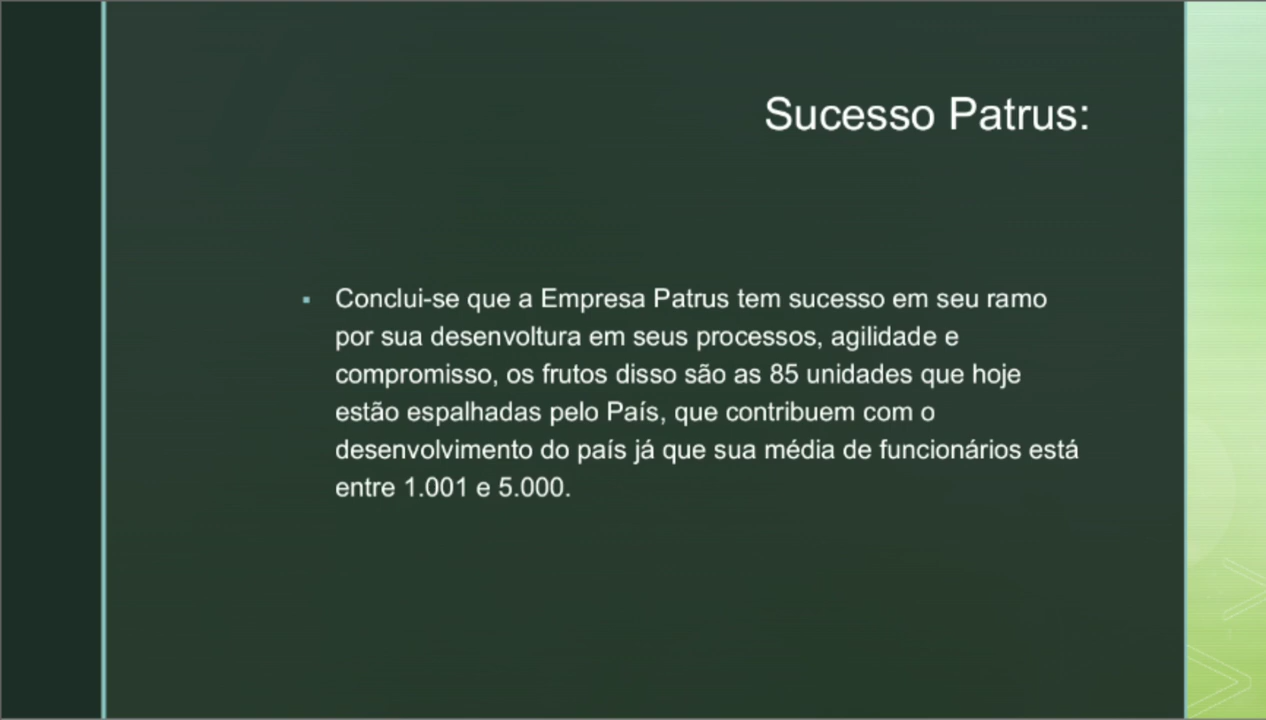 Sucesso Patrus:
Conclui-se que a Empresa Patrus tem sucesso em seu ramo
por sua desenvoltura em seus processos, agilidade e
compromisso, os frutos disso são as 85 unidades que hoje
estão espalhadas pelo País, que contribuem com o
desenvolvimento do país já que sua média de funcionários está
entre 1.001 e 5.000.